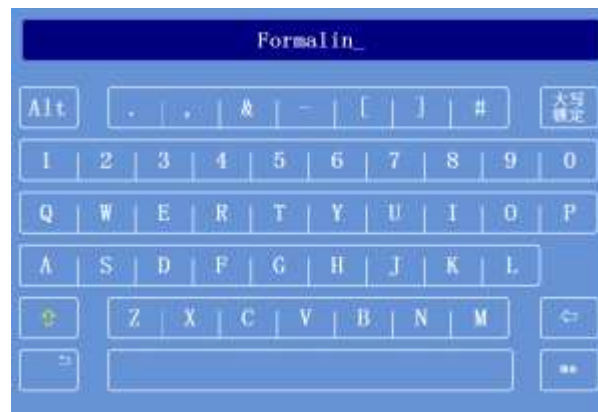 Formalin_
Alt . , & - [ ] # 大写
锁定
1 2 3 4 5 6 7 8 9 0
Q W E R T Y U I O P
A S D F G H J K L
Z X C V B N M